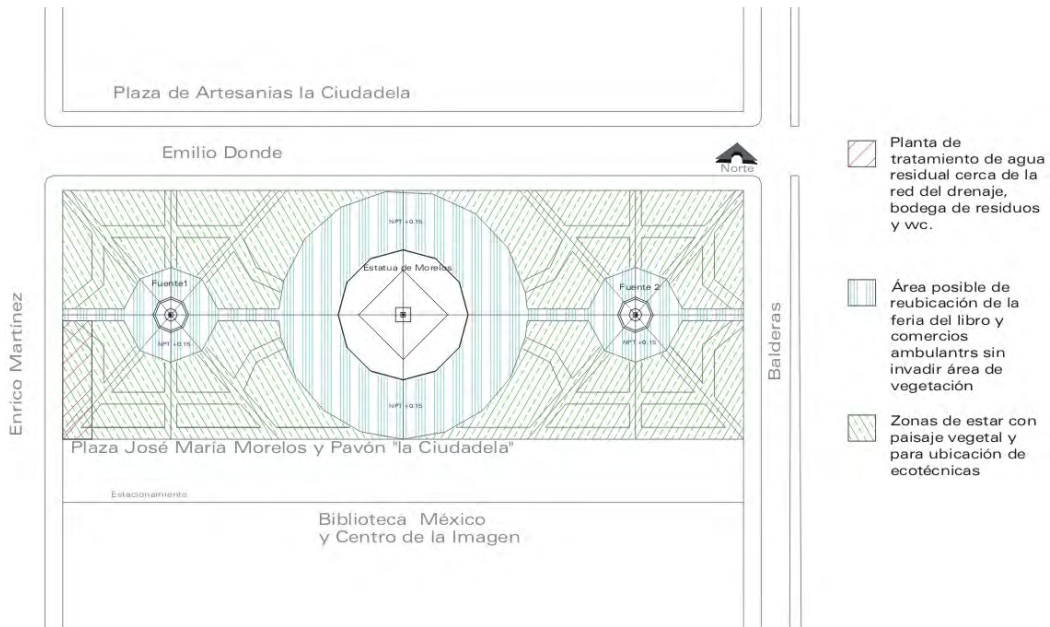 Plaza de Artesanias la Ciudadela
Emilio Donde
Norte
NPT +0.15
Estatua de Morelos
Fuente1
Fuente 2
NPT +0.15
NPT +0.15
NPT +0.15
Enrico Martínez
Balderas
Plaza José María Morelos y Pavón "la Ciudadela"
Estacionamiento
Biblioteca México
y Centro de la Imagen
Planta de
tratamiento de agua
residual cerca de la
red del drenaje,
bodega de residuos
y wc.
Área posible de
reubicación de la
feria del libro y
comercios
ambulantrs sin
invadir área de
vegetación
Zonas de estar con
paisaje vegetal y
para ubicación de
ecotécnicas